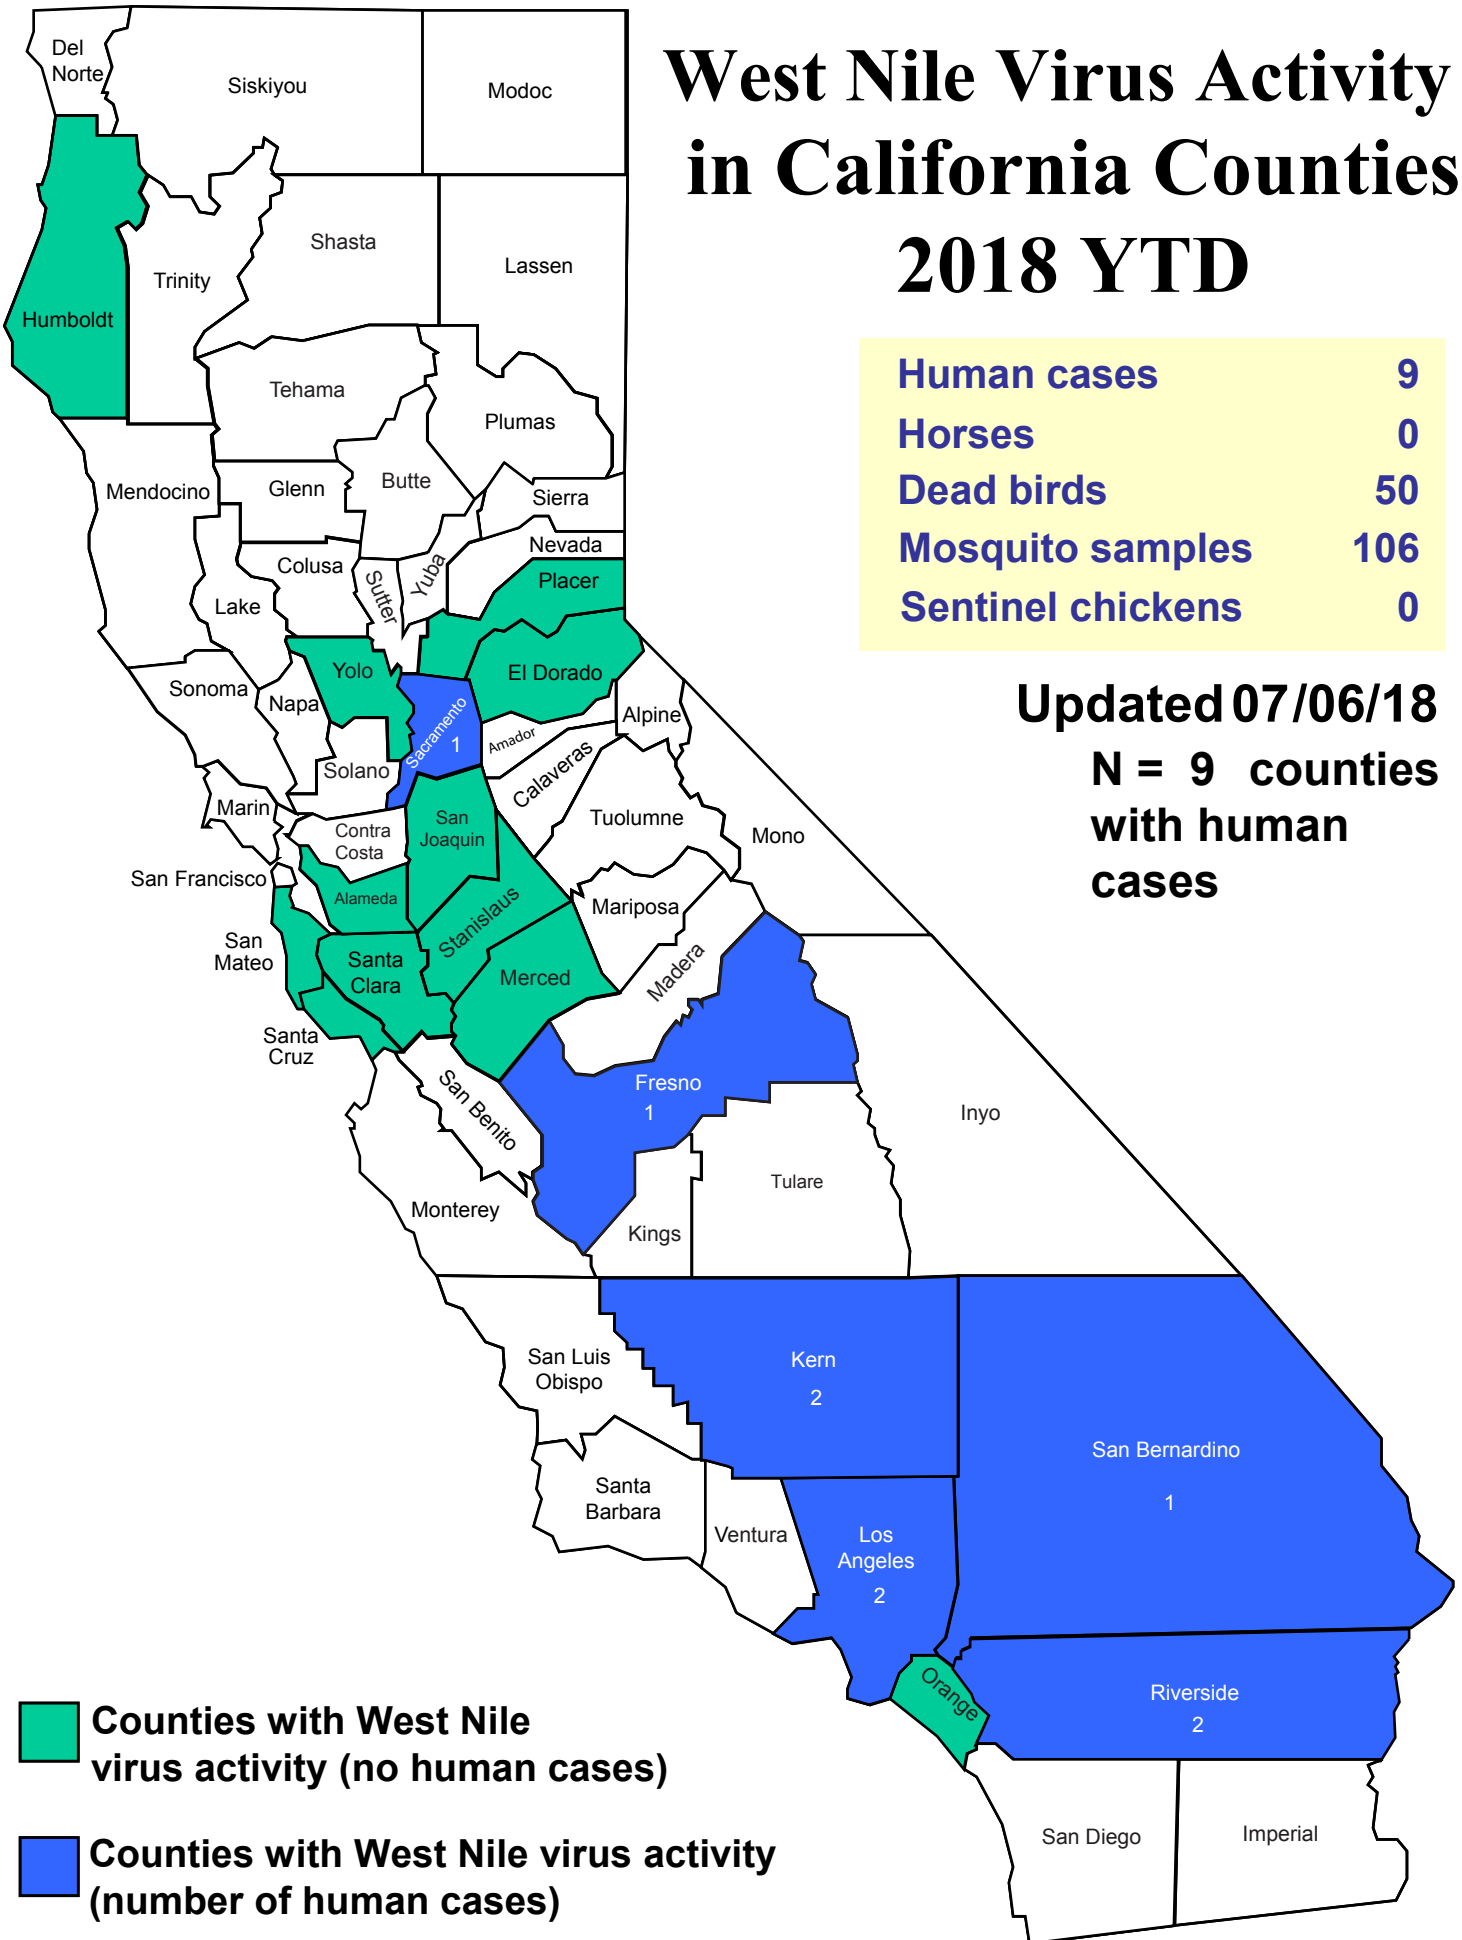 West Nile Virus Activity
in California Counties
2018 YTD
Human cases 9
Horses 0
Dead birds 50
Mosquito samples 106
Sentinel chickens 0
Updated 07/06/18
N = 9 counties
with human
cases
Del
Norte
Siskiyou
Modoc
Humboldt
Trinity
Shasta
Lassen
Tehama
Plumas
Mendocino
Glenn
Butte
Sierra
Nevada
Colusa
Sutter
Yuba
Placer
Lake
Yolo
El Dorado
Sonoma
Napa
Sacramento
1
Amador
Alpine
Solano
Calaveras
Marin
Contra
Costa
San
Joaquin
Tuolumne
Mono
San Francisco
Alameda
Stanislaus
Mariposa
San
Mateo
Santa
Clara
Merced
Madera
Santa
Cruz
San Benito
Fresno
1
Inyo
Monterey
Kings
Tulare
San Luis
Obispo
Kern
2
San Bernardino
1
Santa
Barbara
Ventura
Los
Angeles
2
Orange
Riverside
2
San Diego
Imperial
Counties with West Nile
virus activity (no human cases)
Counties with West Nile virus activity
(number of human cases)